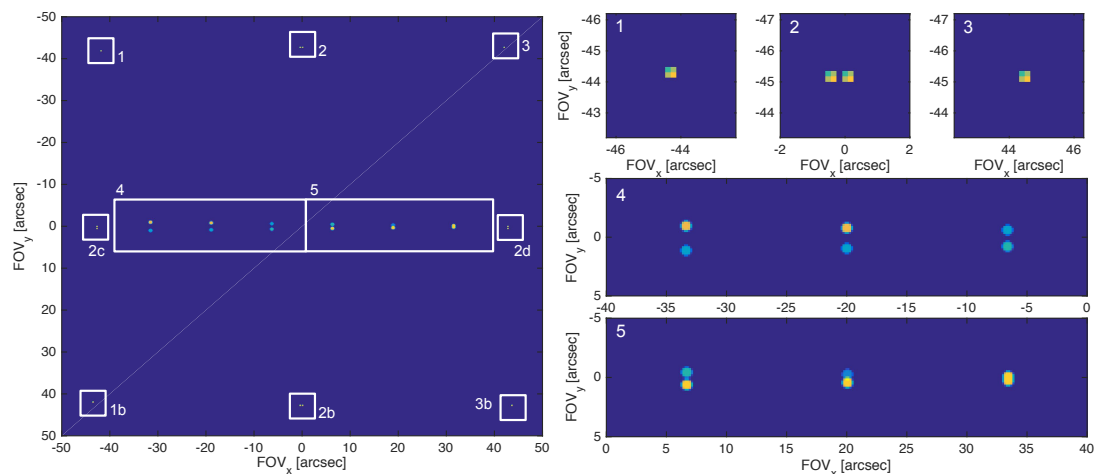 -50
-40
-30
-20
-10
0
10
20
30
40
50
FOVy [arcsec]
1
2
3
4
5
2c
2d
1b
2b
3b
-50 -40 -30 -20 -10 0 10 20 30 40 50
FOVx [arcsec]
1
-46
-45
-44
-43
FOVy [arcsec]
-46 -44
FOVx [arcsec]
2
-47
-46
-45
-44
-2 0 2
FOVx [arcsec]
3
-47
-46
-45
-44
44 46
FOVx [arcsec]
4
-5
0
5
FOVy [arcsec]
-40 -35 -30 -25 -20 -15 -10 -5 0
5
-5
0
5
FOVy [arcsec]
0 5 10 15 20 25 30 35 40
FOVx [arcsec]